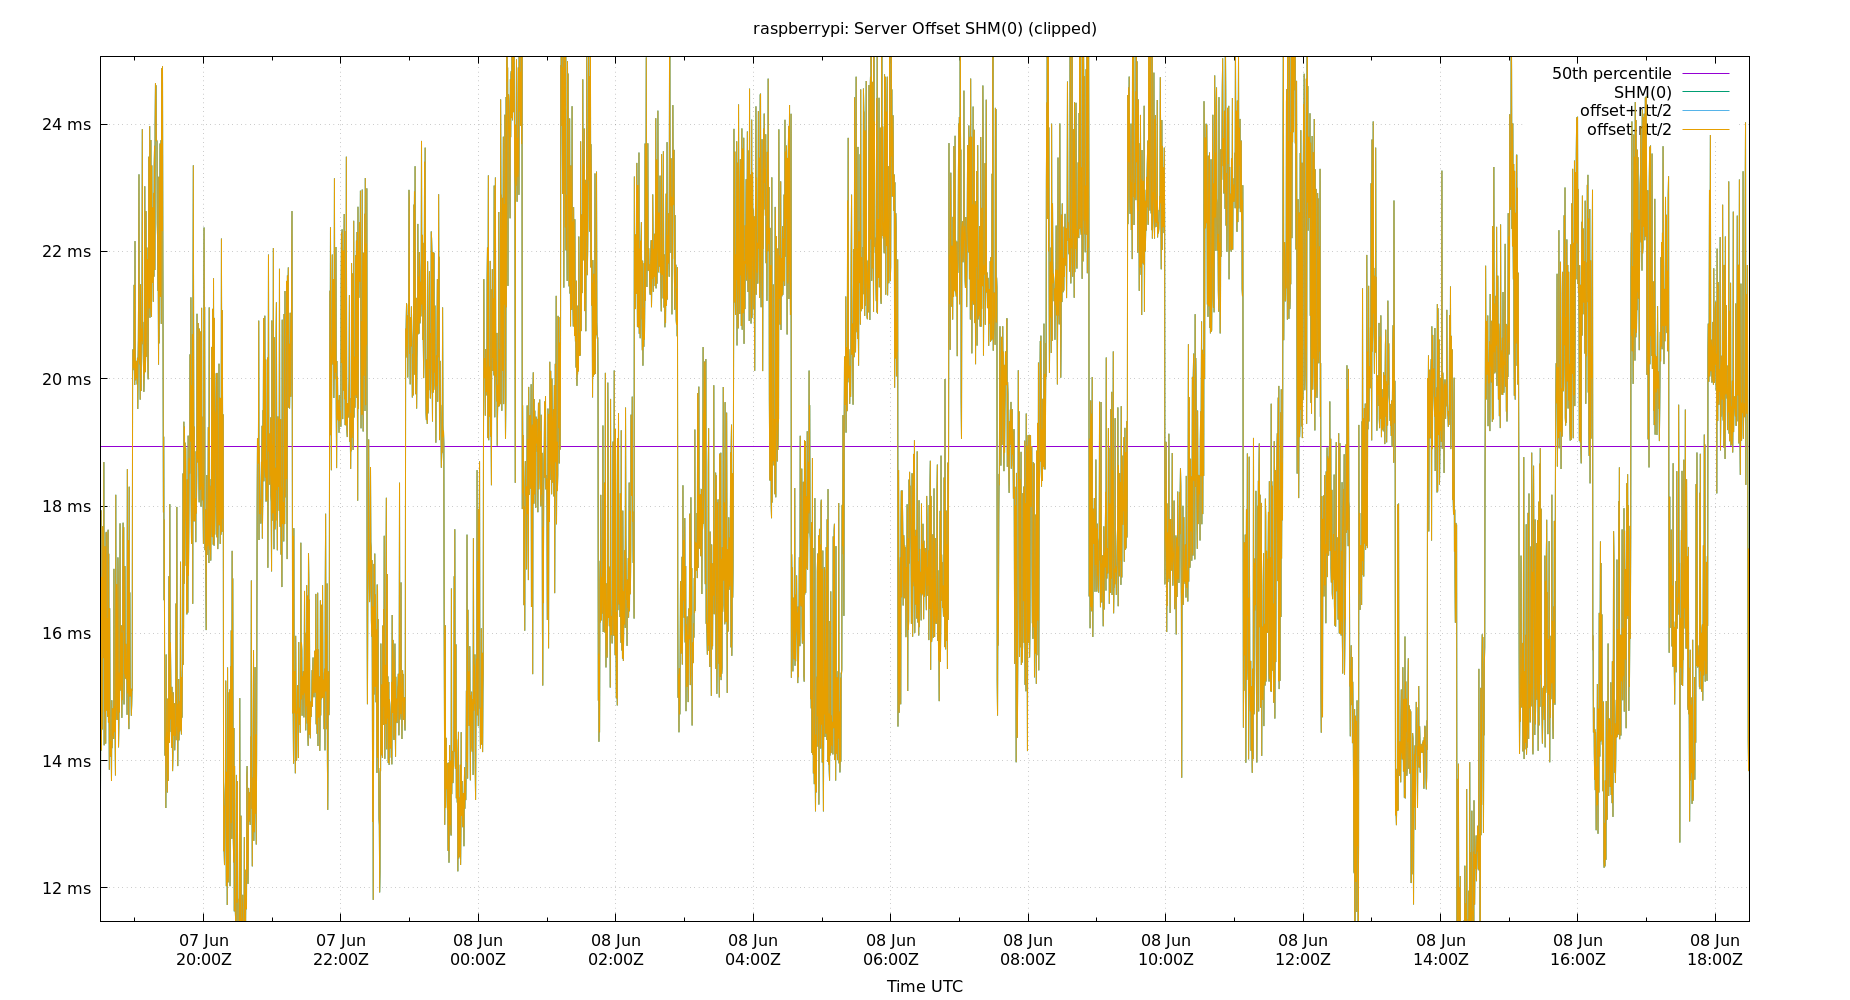 raspberrypi: Server Offset SHM(0) (clipped)
50th percentile
SHM(0)
offset+rtt/2
offset-rtt/2
24 ms
22 ms
20 ms
18 ms
16 ms
14 ms
12 ms
07 Jun 07 Jun 08 Jun 08 Jun 08 Jun 08 Jun 08 Jun 08 Jun 08 Jun 08 Jun 08 Jun 08 Jun
20:00Z 22:00Z 00:00Z 02:00Z 04:00Z 06:00Z 08:00Z 10:00Z 12:00Z 14:00Z 16:00Z 18:00Z
Time UTC